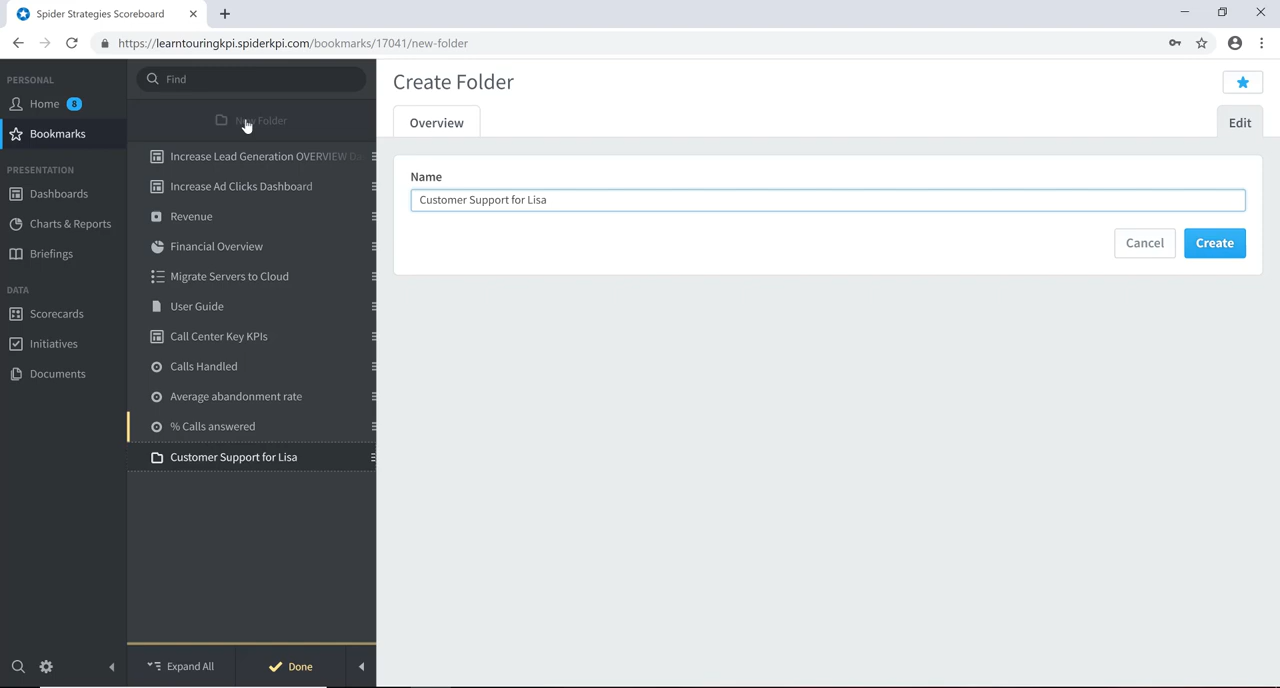 Spider Strategies Scoreboard
https://learntouringkpi.spiderkpi.com/bookmarks/17041/new-folder
PERSONAL
Home 8
Bookmarks
PRESENTATION
Dashboards
Charts & Reports
Briefings
DATA
Scorecards
Initiatives
Documents
Find
New Folder
Increase Lead Generation OVERVIEW
Increase Ad Clicks Dashboard
Revenue
Financial Overview
Migrate Servers to Cloud
User Guide
Call Center Key KPIs
Calls Handled
Average abandonment rate
% Calls answered
Customer Support for Lisa
Expand All
Done
Create Folder
Overview
Edit
Name
Customer Support for Lisa
Cancel
Create